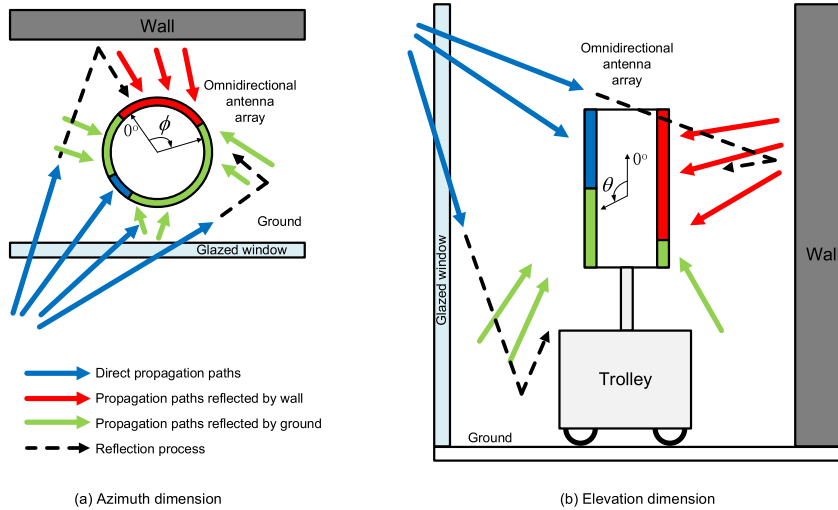 Wall
Omnidirectional
antenna
array
0°
ϕ
Ground
Glazed window
Direct propagation paths
Propagation paths reflected by wall
Propagation paths reflected by ground
Reflection process
(a) Azimuth dimension
Omnidirectional
antenna
array
0°
θ
Glazed window
Wall
Trolley
Ground
(b) Elevation dimension